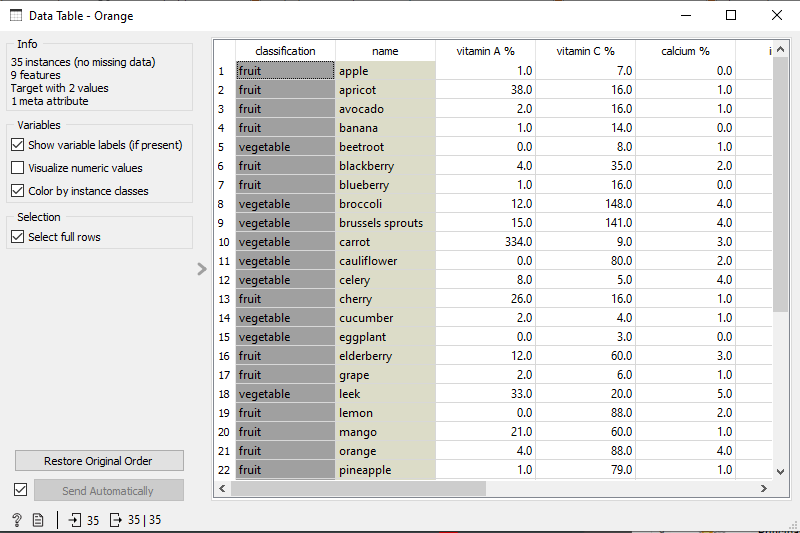 Data Table - Orange
Info
35 instances (no missing data)
9 features
Target with 2 values
1 meta attribute
Variables
Show variable labels (if present)
Visualize numeric values
Color by instance classes
Selection
Select full rows
Restore Original Order
Send Automatically
35
35 | 35
classification name vitamin A % vitamin C % calcium %
1 fruit apple 1.0 7.0 0.0
2 fruit apricot 38.0 16.0 1.0
3 fruit avocado 2.0 16.0 1.0
4 fruit banana 1.0 14.0 0.0
5 vegetable beetroot 0.0 8.0 1.0
6 fruit blackberry 4.0 35.0 2.0
7 fruit blueberry 1.0 16.0 0.0
8 vegetable broccoli 12.0 148.0 4.0
9 vegetable brussels sprouts 15.0 141.0 4.0
10 vegetable carrot 334.0 9.0 3.0
11 vegetable cauliflower 0.0 80.0 2.0
12 vegetable celery 8.0 5.0 4.0
13 fruit cherry 26.0 16.0 1.0
14 vegetable cucumber 2.0 4.0 1.0
15 vegetable eggplant 0.0 3.0 0.0
16 fruit elderberry 12.0 60.0 3.0
17 fruit grape 2.0 6.0 1.0
18 vegetable leek 33.0 20.0 5.0
19 fruit lemon 0.0 88.0 2.0
20 fruit mango 21.0 60.0 1.0
21 fruit orange 4.0 88.0 4.0
22 fruit pineapple 1.0 79.0 1.0